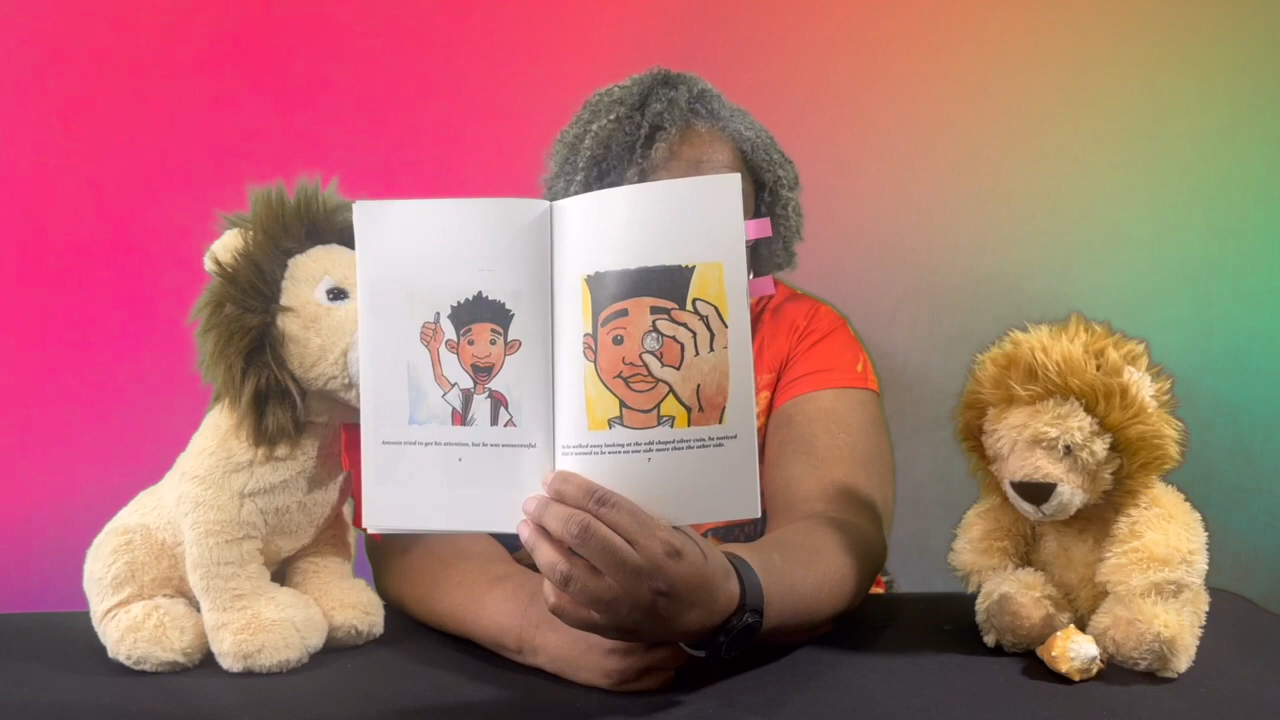 Antonio tried to get his attention, but he was unsuccessful.
6
As he walked away looking at the odd shaped silver coin, he noticed
that it seemed to be worn on one side more than the other side.
7